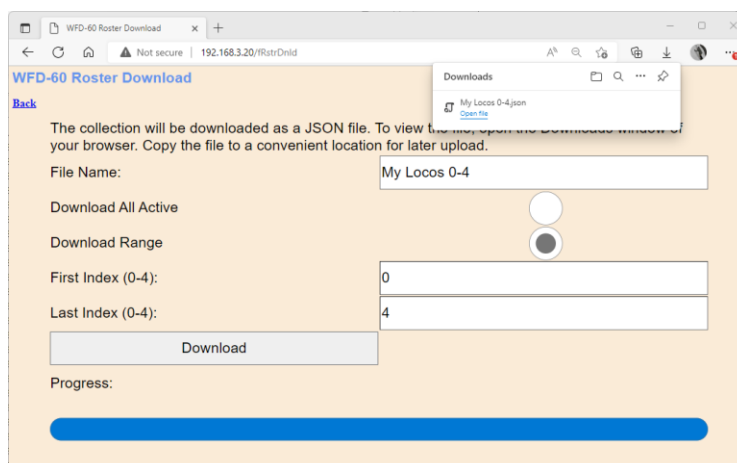 WFD-60 Roster Download
Not secure | 192.168.3.20/fRstrDnld
WFD-60 Roster Download
Downloads
Back
My Locos 0-4.json
Open file
The collection will be downloaded as a JSON file. To view the file, open the Downloads window of
your browser. Copy the file to a convenient location for later upload.
File Name:
My Locos 0-4
Download All Active
Download Range
First Index (0-4):
0
Last Index (0-4):
4
Download
Progress: